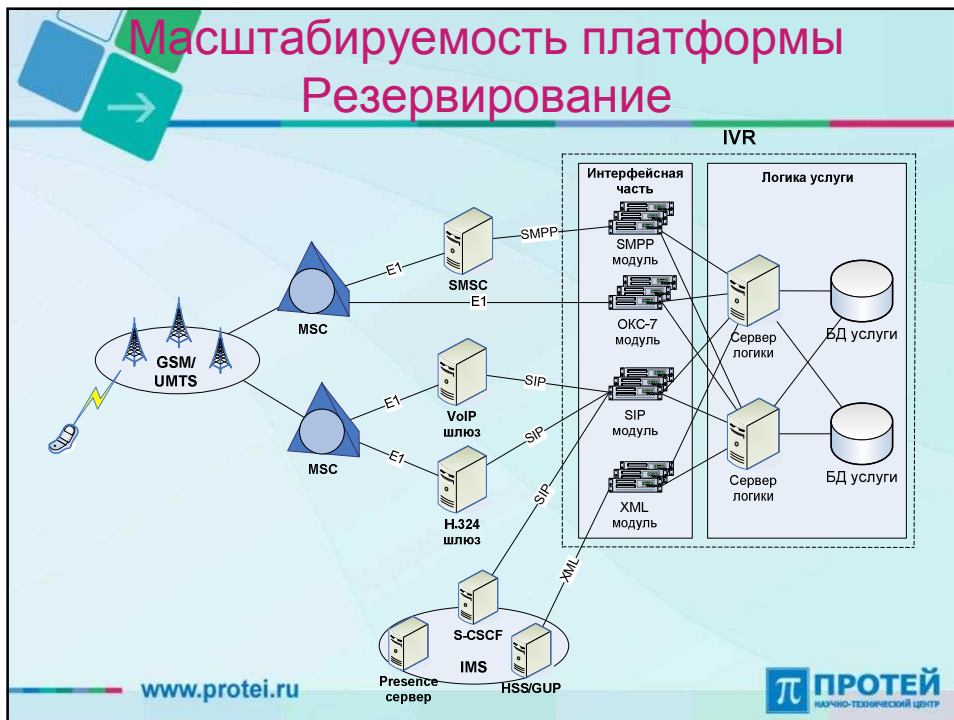 Масштабируемость платформы
Резервирование
IVR
Интерфейсная
часть
Логика услуги
SMPP
SMPP
модуль
E1
SMSC
E1
MSC
ОКС-7
модуль
Сервер
логики
БД услуги
GSM/
UMTS
E1
VoIP
шлюз
SIP
SIP
модуль
MSC
E1
SIP
Сервер
логики
БД услуги
H.324
шлюз
SIP
XML
модуль
XML
S-CSCF
IMS
Presence
сервер
HSS/GUP
www.protei.ru
π ПРОТЕЙ
НАУЧНО-ТЕХНИЧЕСКИЙ ЦЕНТР